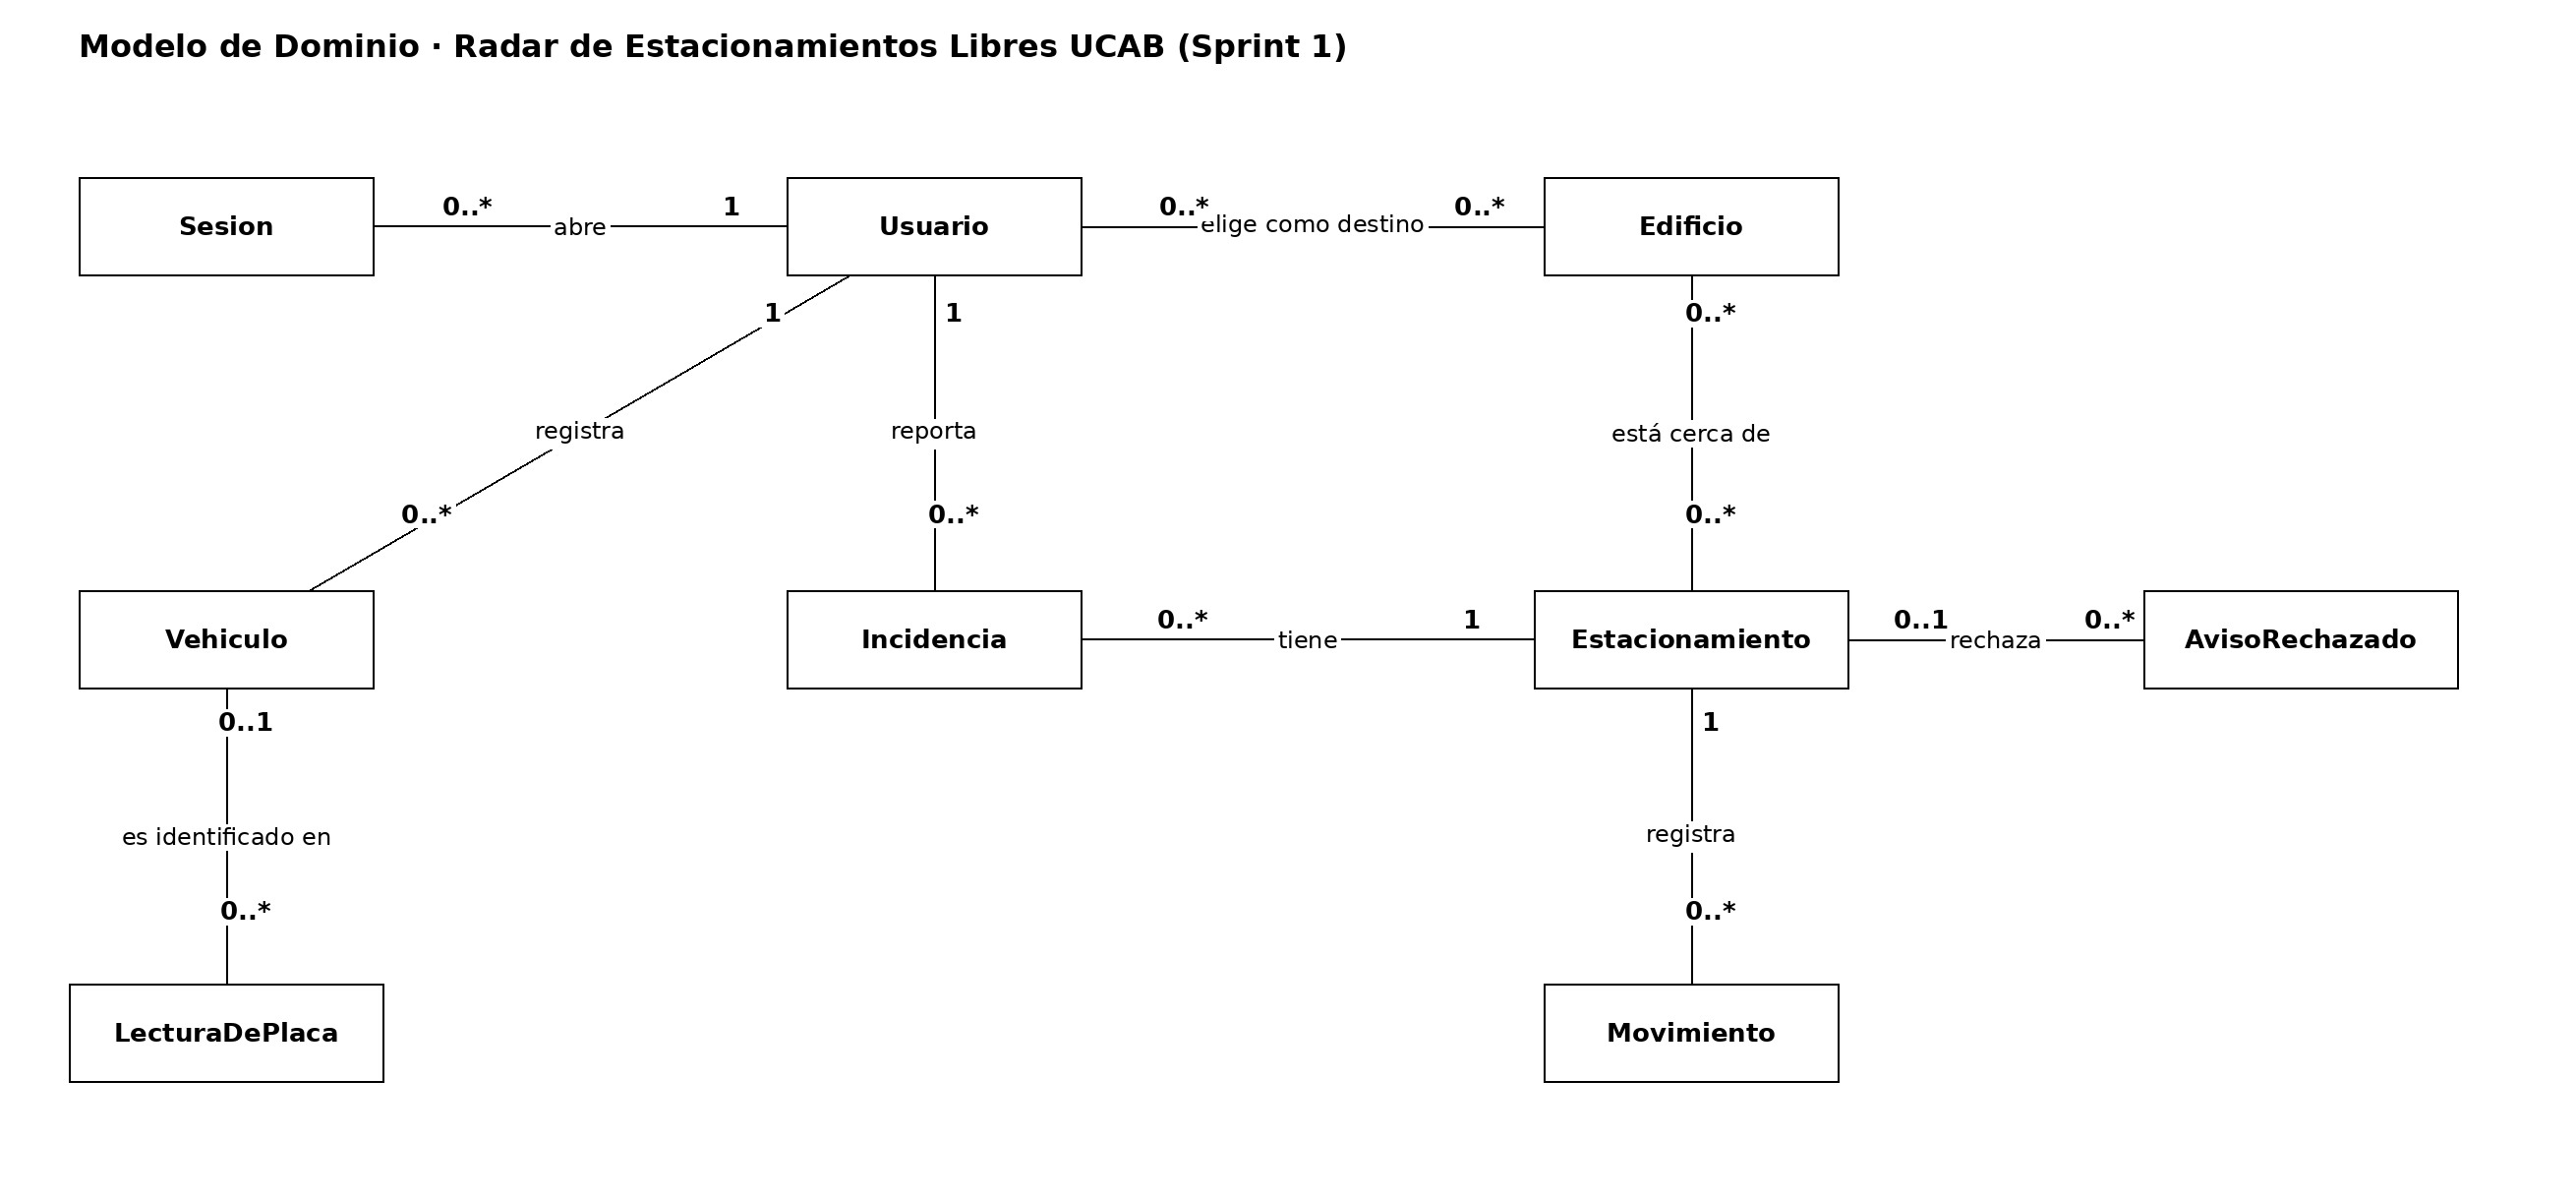 Modelo de Dominio · Radar de Estacionamientos Libres UCAB (Sprint 1)
Sesion
0..*
abre
1
Usuario
0..*
elige como destino
0..*
Edificio
1
registra
0..*
1
reporta
0..*
0..*
está cerca de
0..*
Vehiculo
Incidencia
0..*
tiene
1
Estacionamiento
0..1
rechaza
0..*
AvisoRechazado
0..1
es identificado en
0..*
1
registra
0..*
LecturaDePlaca
Movimiento